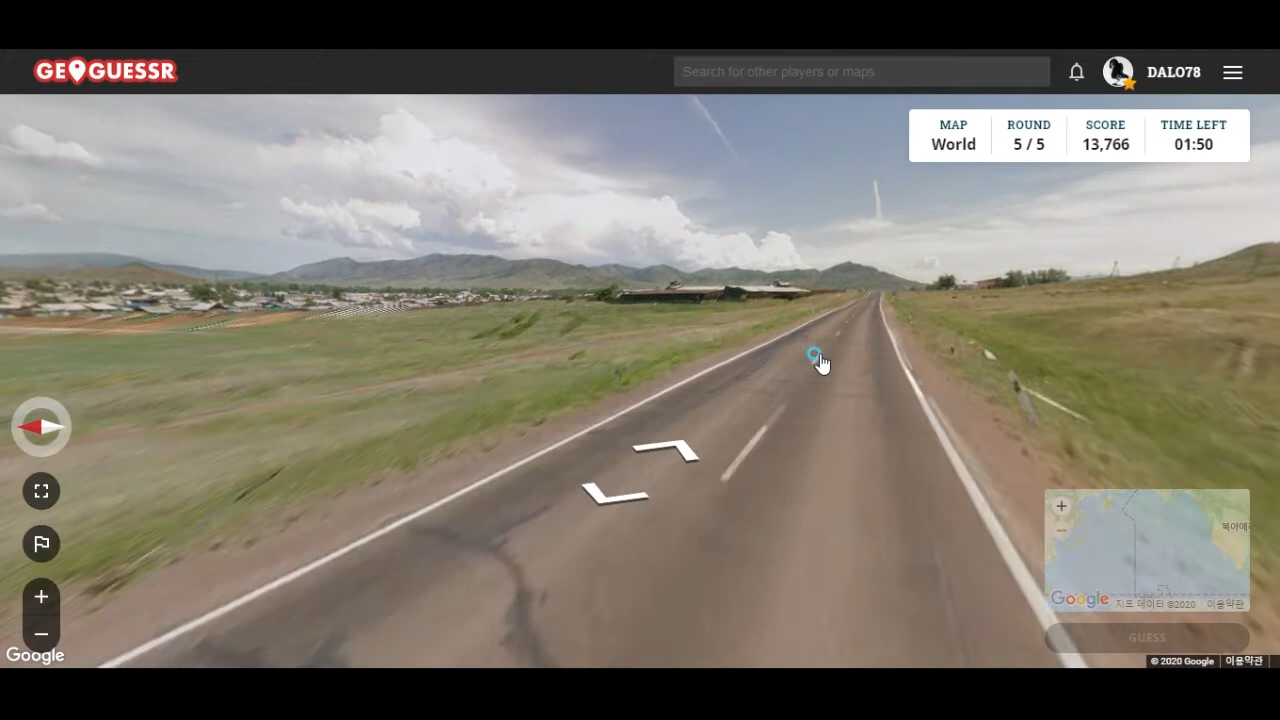 GEOGUESSR
Search for other players or maps
DALO78
MAP
World
ROUND
5 / 5
SCORE
13,766
TIME LEFT
01:50
+
−
Google
지도 데이터 ©2020 이용약관
GUESS
+
−
Google
© 2020 Google 이용약관